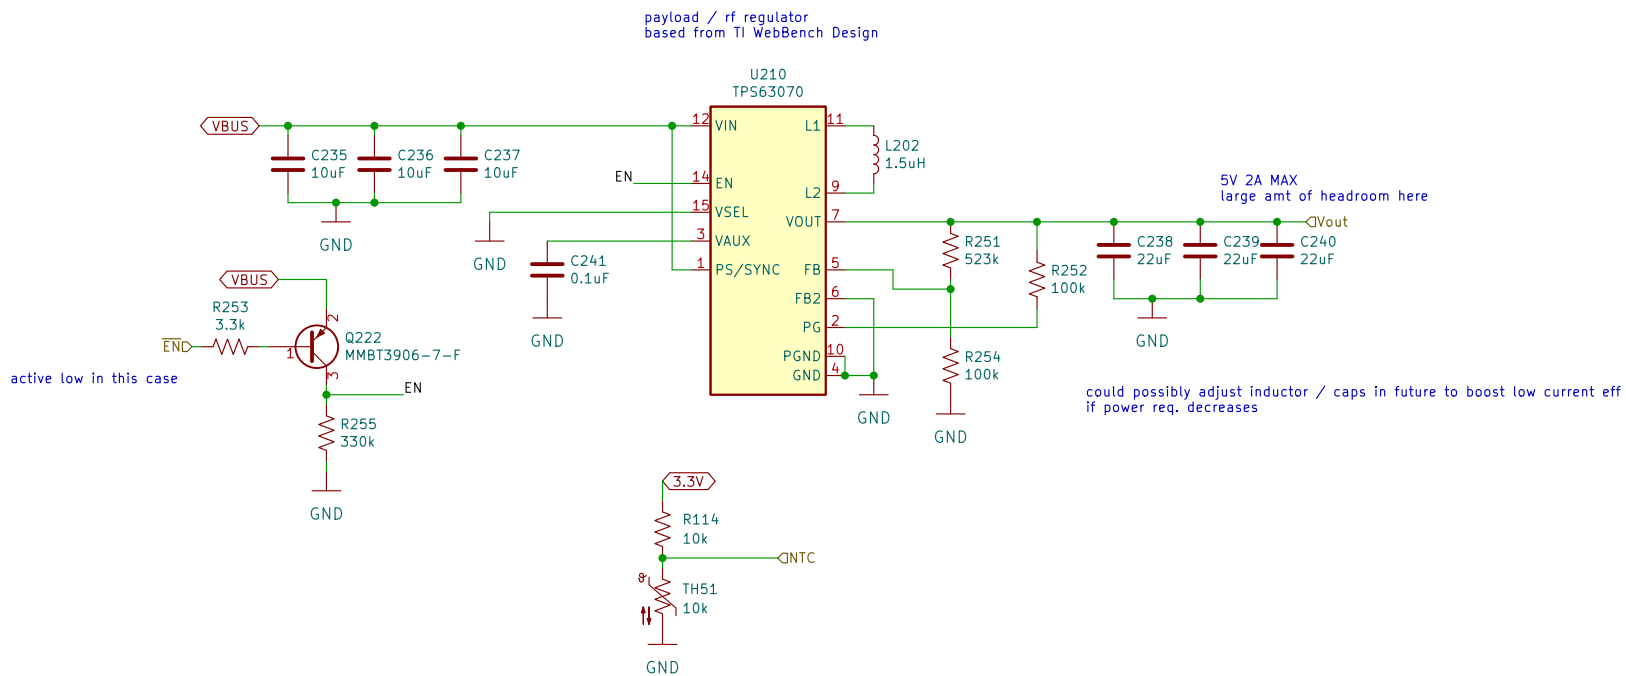 payload / rf regulator
based from TI WebBench Design
U210
TPS63070
VBUS
C235
10uF
C236
10uF
C237
10uF
12
VIN
14
EN
15
VSEL
3
VAUX
1
PS/SYNC
11
L1
9
L2
7
VOUT
5
FB
6
FB2
2
PG
10
PGND
4
GND
EN
GND
GND
C241
0.1uF
GND
L202
1.5uH
5V 2A MAX
large amt of headroom here
Vout
R251
523k
R252
100k
C238
22uF
C239
22uF
C240
22uF
GND
R254
100k
GND
GND
could possibly adjust inductor / caps in future to boost low current eff
if power req. decreases
VBUS
R253
3.3k
EN
1
2
3
Q222
MMBT3906-7-F
active low in this case
EN
R255
330k
GND
3.3V
R114
10k
NTC
θ
TH51
10k
GND